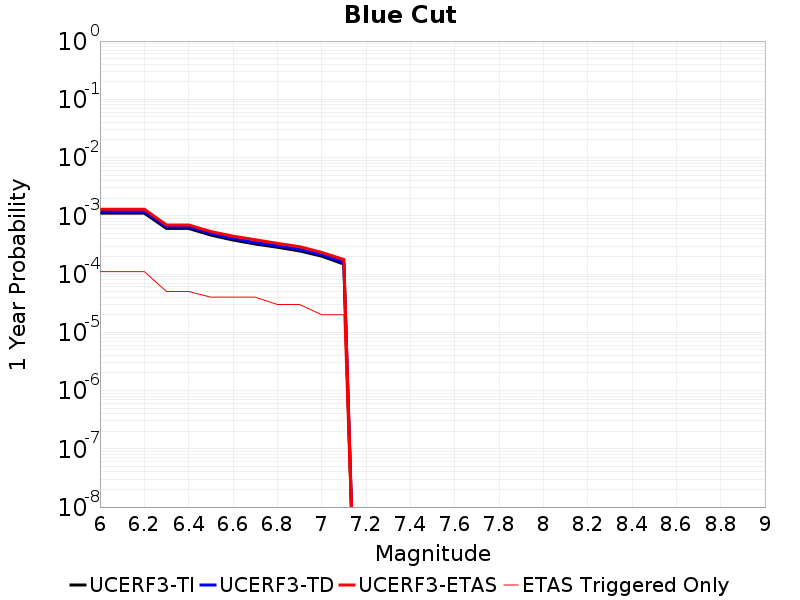 Blue Cut
10^0
10^-1
10^-2
10^-3
10^-4
10^-5
10^-6
10^-7
10^-8
1 Year Probability
6 6.2 6.4 6.6 6.8 7 7.2 7.4 7.6 7.8 8 8.2 8.4 8.6 8.8 9
Magnitude
UCERF3-TI UCERF3-TD UCERF3-ETAS ETAS Triggered Only